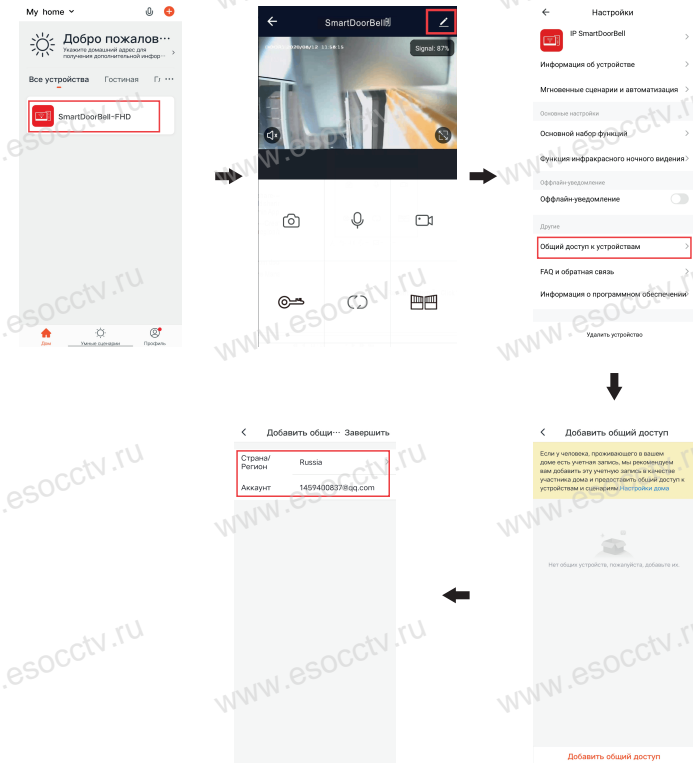 My home
Добро пожалов···
Укажите домашний адрес для
получения дополнительной инфор···
Все устройства Гостиная Гл ···
SmartDoorBell-FHD
Дом Умные сценарии Профиль
SmartDoorBell
Signal: 87%
Настройки
IP SmartDoorBell
Информация об устройстве
Мгновенные сценарии и автоматизация
Основные настройки
Основной набор функций
Функция инфракрасного ночного видения
Оффлайн-уведомление
Оффлайн-уведомление
Другие
Общий доступ к устройствам
FAQ и обратная связь
Информация о программном обеспечении
Удалить устройство
Добавить общи··· Завершить
Страна/
Регион
Russia
Аккаунт 1459400837@qq.com
Добавить общий доступ
Если у человека, проживающего в вашем
доме есть учетная запись, мы рекомендуем
вам добавить эту учетную запись в качестве
участника дома и предоставить общий доступ к
устройствам и сценариям.Настройки дома
Нет общих устройств, пожалуйста, добавьте их.
Добавить общий доступ
www.esocctv.ru